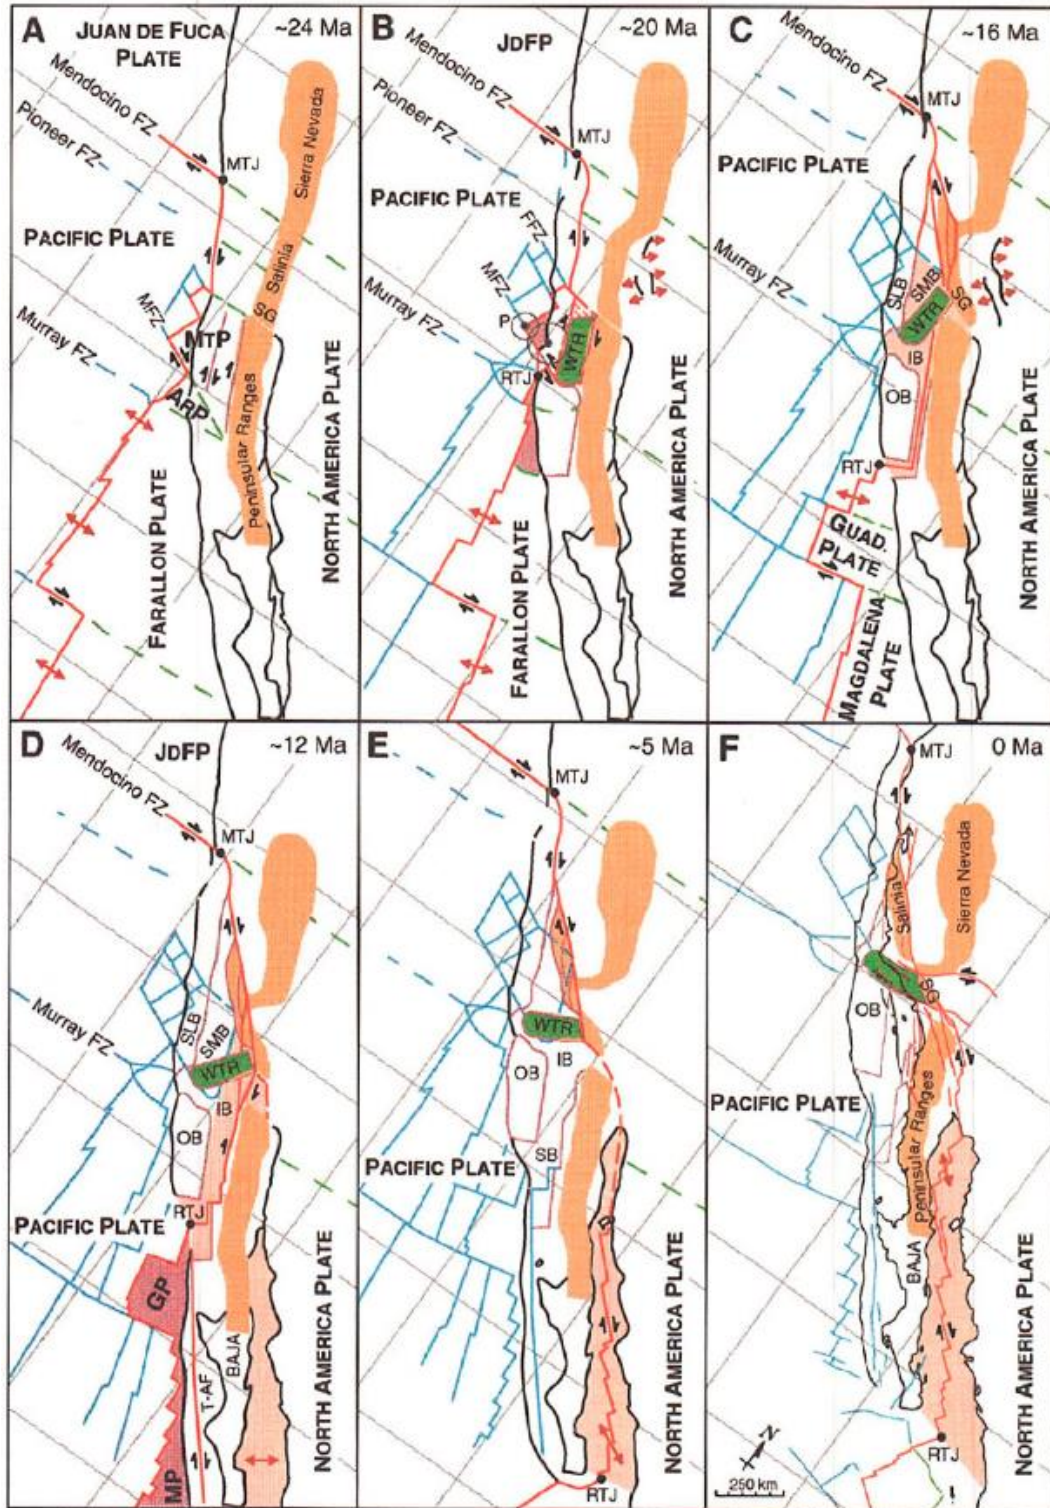 A
JUAN DE FUCA
PLATE
~24 Ma
Mendocino FZ
Pioneer FZ
MTJ
Sierra Nevada
PACIFIC PLATE
Salinia
MFZ
SG
Murray FZ
MTP
ARP
Peninsular Ranges
FARALLON PLATE
NORTH AMERICA PLATE
B
JDFP
~20 Ma
Mendocino FZ
Pioneer FZ
MTJ
PACIFIC PLATE
FFZ
MFZ
Murray FZ
P
A
WTR
RTJ
FARALLON PLATE
NORTH AMERICA PLATE
C
~16 Ma
Mendocino FZ
MTJ
PACIFIC PLATE
Murray FZ
SLB
SMB
SG
WTR
IB
OB
RTJ
GUAD.
PLATE
MAGDALENA
PLATE
NORTH AMERICA PLATE
D
JDFP
~12 Ma
Mendocino FZ
MTJ
Murray FZ
SLB
SMB
WTR
IB
OB
PACIFIC PLATE
RTJ
GP
T-AF
BAJA
MP
NORTH AMERICA PLATE
E
~5 Ma
MTJ
WTR
IB
OB
SB
PACIFIC PLATE
RTJ
NORTH AMERICA PLATE
F
0 Ma
MTJ
Salinia
Sierra Nevada
SG
OB
PACIFIC PLATE
Peninsular Ranges
BAJA
N
250 km
RTJ
NORTH AMERICA PLATE